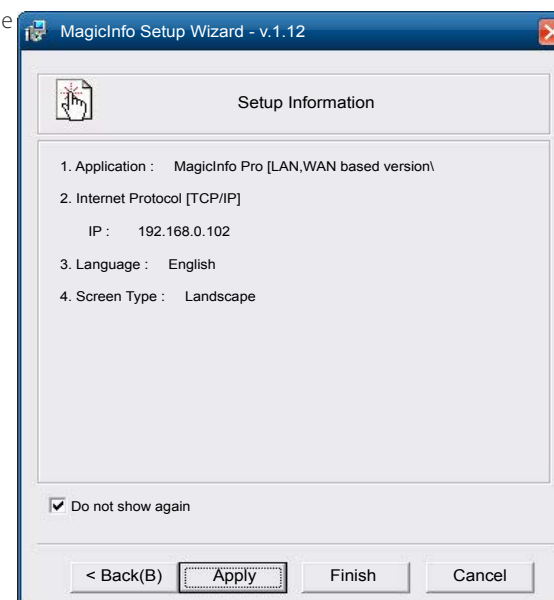 e
MagicInfo Setup Wizard - v.1.12
Setup Information
1. Application : MagicInfo Pro [LAN,WAN based version\
2. Internet Protocol [TCP/IP]
IP : 192.168.0.102
3. Language : English
4. Screen Type : Landscape
Do not show again
< Back(B) Apply Finish Cancel